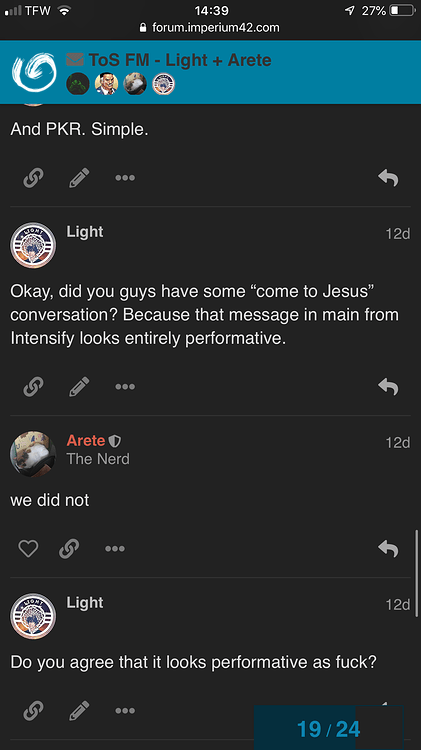 TFW 14:39 27%
forum.imperium42.com
ToS FM - Light + Arete
And PKR. Simple.
Light 12d
Okay, did you guys have some “come to Jesus”
conversation? Because that message in main from
Intensify looks entirely performative.
Arete 12d
The Nerd
we did not
Light 12d
Do you agree that it looks performative as fuck?
19 / 24